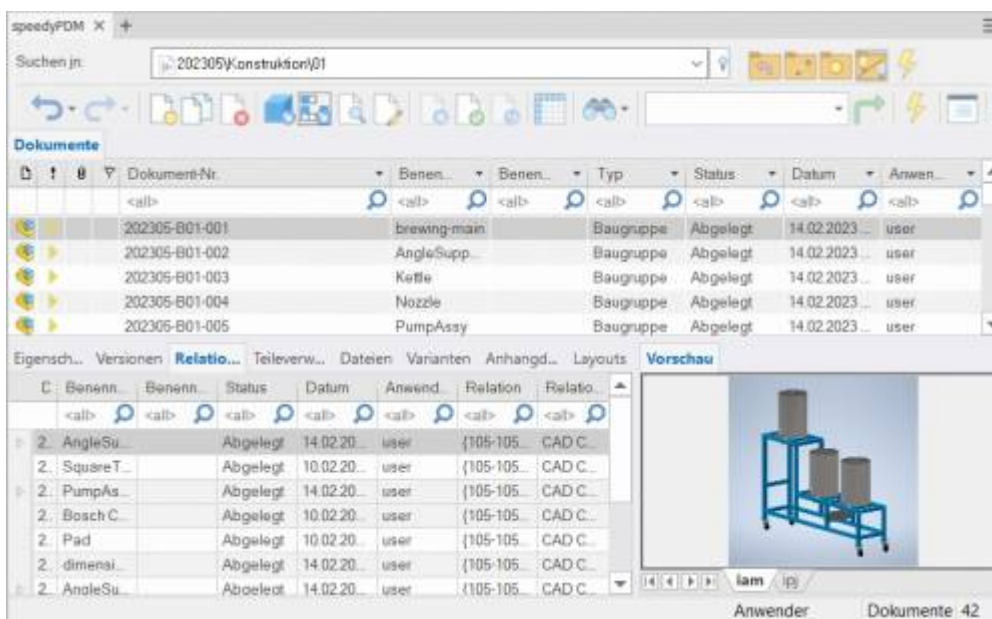 speedyPDM
Suchen in:
202305\Konstruktion\01
Dokumente
Dokument-Nr. Benen... Benen... Typ Status Datum Anwen...
<all> <all> <all> <all> <all> <all> <all>
202305-B01-001 brewing-main Baugruppe Abgelegt 14.02.2023 ... user
202305-B01-002 AngleSupp... Baugruppe Abgelegt 14.02.2023 ... user
202305-B01-003 Kettle Baugruppe Abgelegt 14.02.2023 ... user
202305-B01-004 Nozzle Baugruppe Abgelegt 14.02.2023 ... user
202305-B01-005 PumpAssy Baugruppe Abgelegt 14.02.2023 ... user
Eigensch... Versionen Relatio... Teileverw... Dateien Varianten Anhangd... Layouts Vorschau
Benenn... Benenn... Status Datum Anwend... Relation Relatio...
<all> <all> <all> <all> <all> <all> <all>
2... AngleSu... Abgelegt 14.02.20... user {105-105... CAD C...
2... SquareT... Abgelegt 10.02.20... user {105-105... CAD C...
2... PumpAs... Abgelegt 14.02.20... user {105-105... CAD C...
2... Bosch C... Abgelegt 10.02.20... user {105-105... CAD C...
2... Pad Abgelegt 10.02.20... user {105-105... CAD C...
2... dimensi... Abgelegt 14.02.20... user {105-105... CAD C...
2... AngleSu... Abgelegt 14.02.20... user {105-105... CAD C...
iam ipj
Anwender Dokumente 42